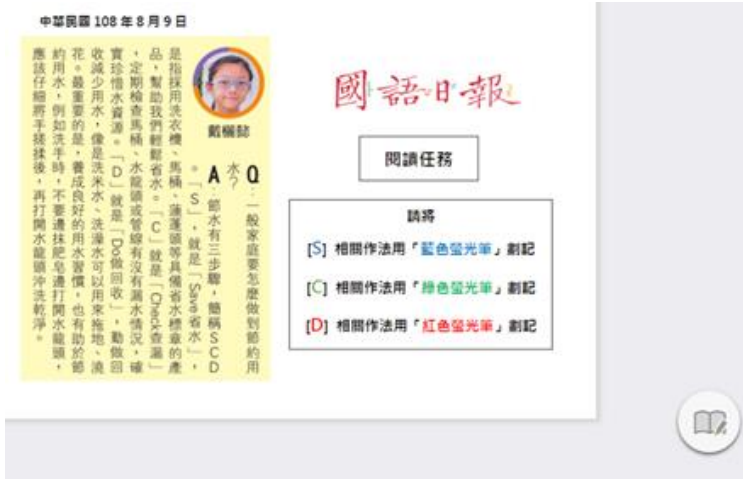 中華民國 108 年 8 月 9 日
戴楒懿
Q：一般家庭要怎麼做到節約用
水？
A：節水有三步驟，簡稱SCD
。「S」，就是「Save省水」，
是指採用洗衣機、馬桶、蓮蓬頭等具備省水標章的產
品，幫助我們輕鬆省水。「C」就是「Check查漏」
，定期檢查馬桶、水龍頭或管線有沒有漏水情況，確
實珍惜水資源。「D」就是「Do做回收」，勤做回
收減少用水，像是洗米水、洗澡水可以用來拖地、澆
花。最重要的是，養成良好的用水習慣，也有助於節
約用水，例如洗手時，不要邊抹肥皂邊打開水龍頭，
應該仔細將手搓揉後，再打開水龍頭沖洗乾淨。
國語日報
閱讀任務
請將
[S] 相關作法用「藍色螢光筆」劃記
[C] 相關作法用「綠色螢光筆」劃記
[D] 相關作法用「紅色螢光筆」劃記